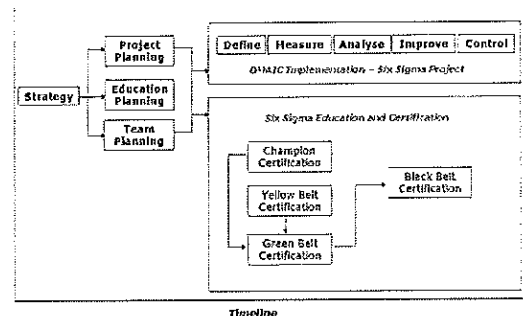 Project
Planning
Define Measure Analyse Improve Control
DMAIC Implementation – Six Sigma Project
Strategy
Education
Planning
Team
Planning
Six Sigma Education and Certification
Champion
Certification
Black Belt
Certification
Yellow Belt
Certification
Green Belt
Certification
Timeline